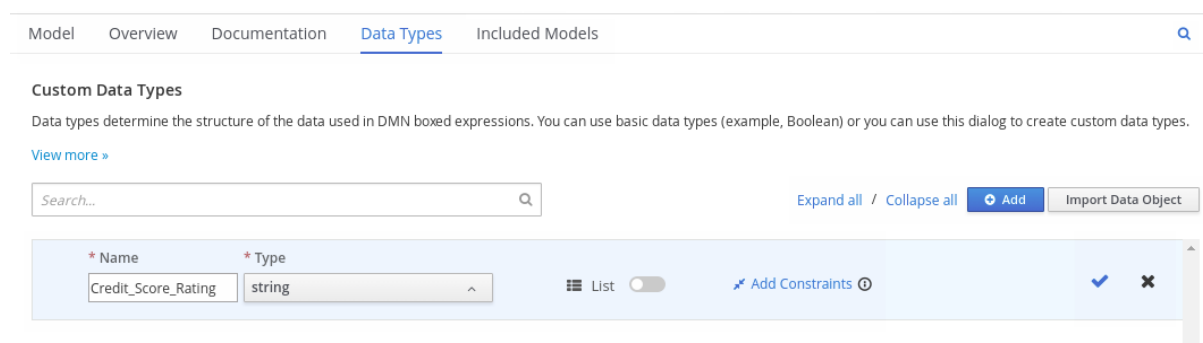 Model Overview Documentation Data Types Included Models
Custom Data Types
Data types determine the structure of the data used in DMN boxed expressions. You can use basic data types (example, Boolean) or you can use this dialog to create custom data types.
View more »
Search... Expand all / Collapse all Add Import Data Object
* Name * Type
Credit_Score_Rating string List Add Constraints